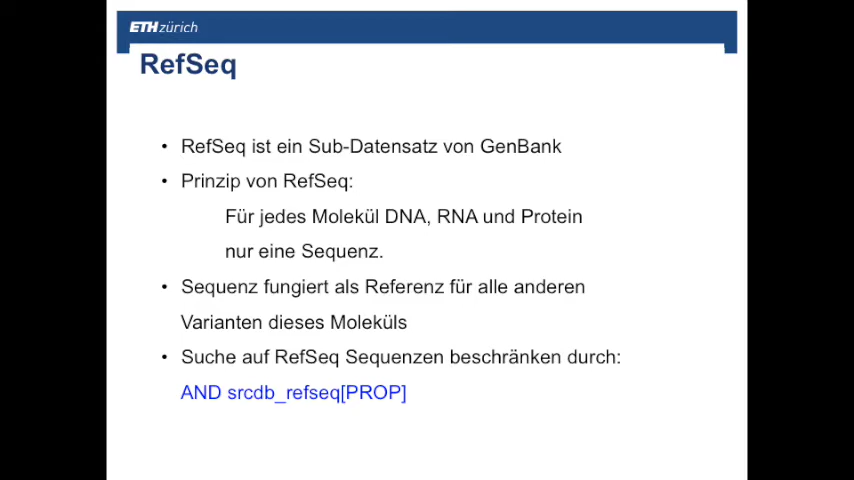 ETH zürich
RefSeq
• RefSeq ist ein Sub-Datensatz von GenBank
• Prinzip von RefSeq:
Für jedes Molekül DNA, RNA und Protein
nur eine Sequenz.
• Sequenz fungiert als Referenz für alle anderen
Varianten dieses Moleküls
• Suche auf RefSeq Sequenzen beschränken durch:
AND srcdb_refseq[PROP]